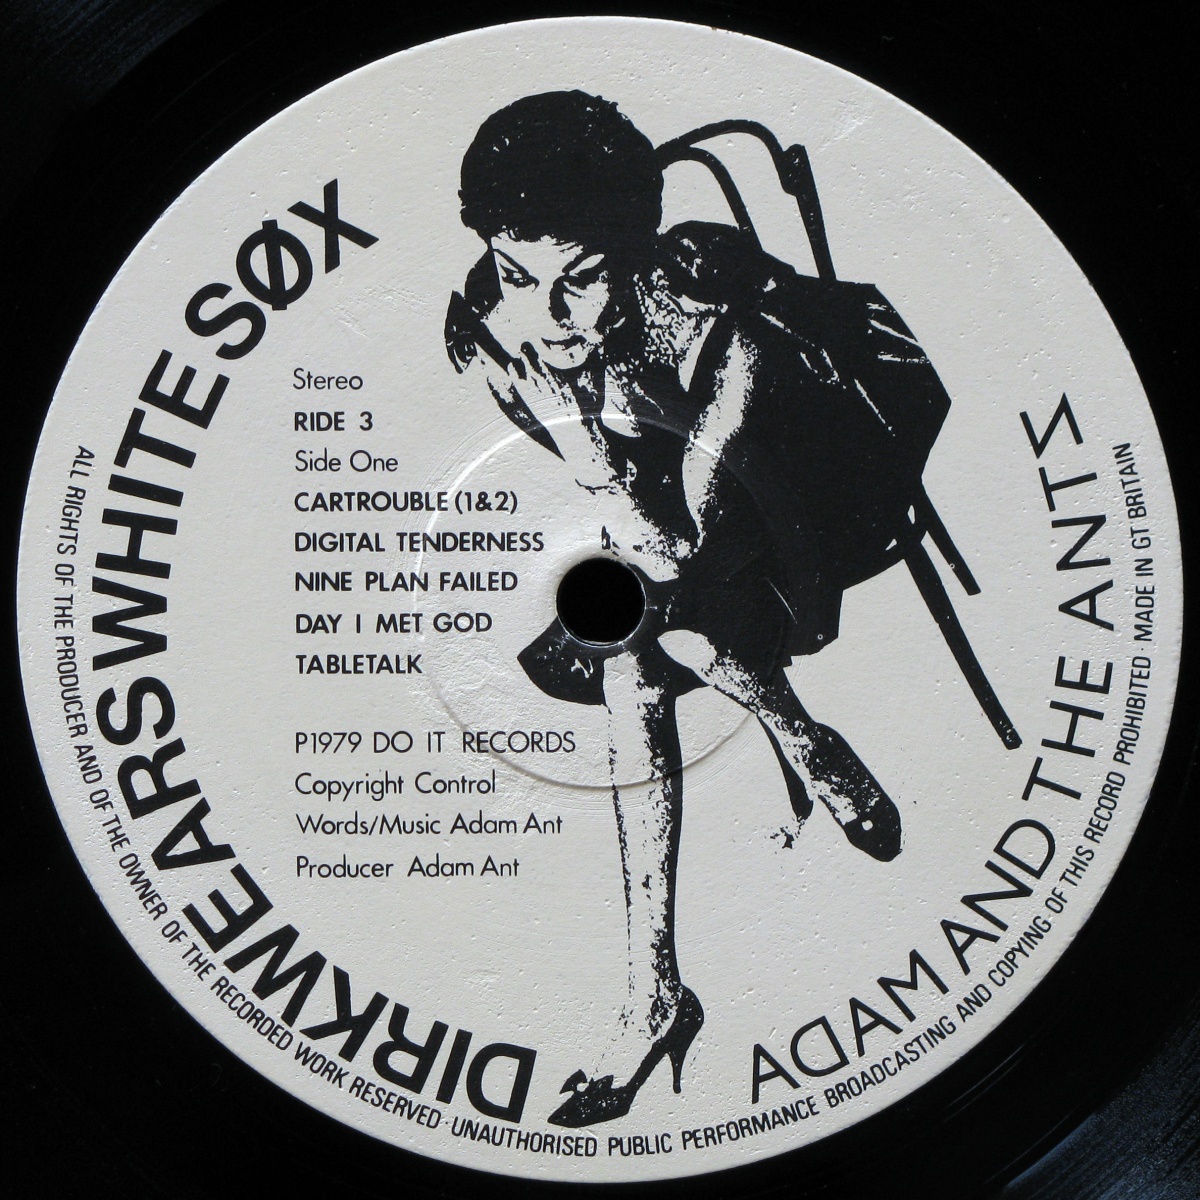 DIRK WEARS WHITE SØX
Stereo
RIDE 3
Side One
CARTROUBLE (1&2)
DIGITAL TENDERNESS
NINE PLAN FAILED
DAY I MET GOD
TABLETALK
P1979 DO IT RECORDS
Copyright Control
Words/Music Adam Ant
Producer Adam Ant
ADAM AND THE ANTS
ALL RIGHTS OF THE PRODUCER AND OF THE OWNER OF THE RECORDED WORK RESERVED · UNAUTHORISED PUBLIC PERFORMANCE BROADCASTING AND COPYING OF THIS RECORD PROHIBITED · MADE IN GT BRITAIN